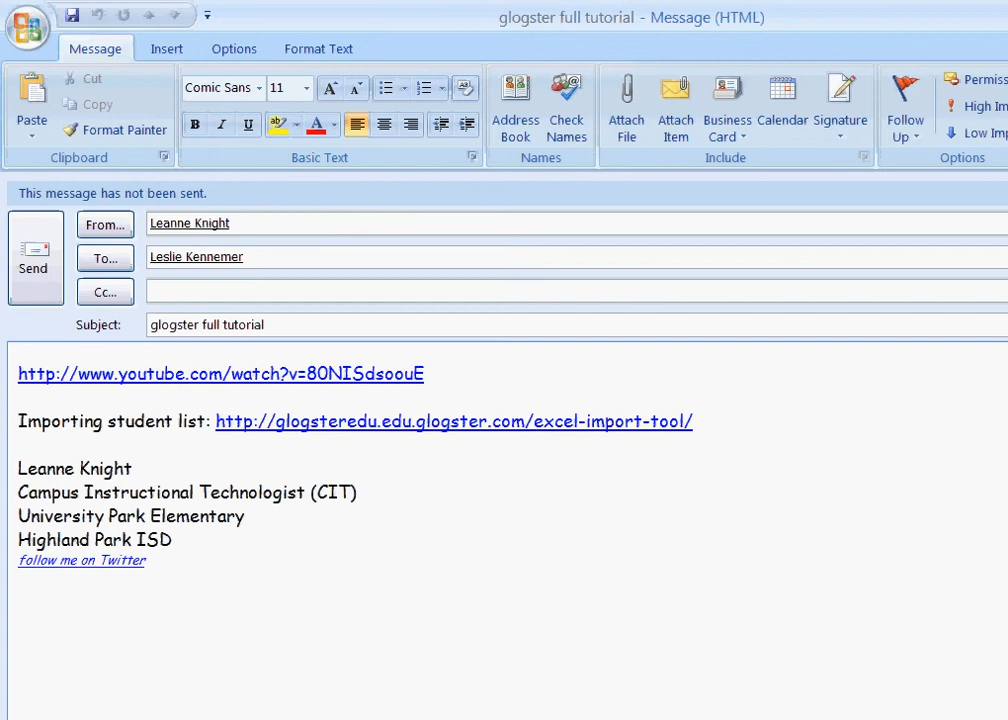 glogster full tutorial - Message (HTML)
Message Insert Options Format Text
Paste
Cut
Copy
Format Painter
Clipboard
Comic Sans 11
B I U
Basic Text
Address Book
Check Names
Names
Attach File
Attach Item
Business Card
Calendar
Signature
Include
Follow Up
High Im
Low Imp
Options
This message has not been sent.
Send
From... Leanne Knight
To... Leslie Kennemer
Cc...
Subject: glogster full tutorial
http://www.youtube.com/watch?v=80NISdsoouE
Importing student list: http://glogsteredu.edu.glogster.com/excel-import-tool/
Leanne Knight
Campus Instructional Technologist (CIT)
University Park Elementary
Highland Park ISD
follow me on Twitter